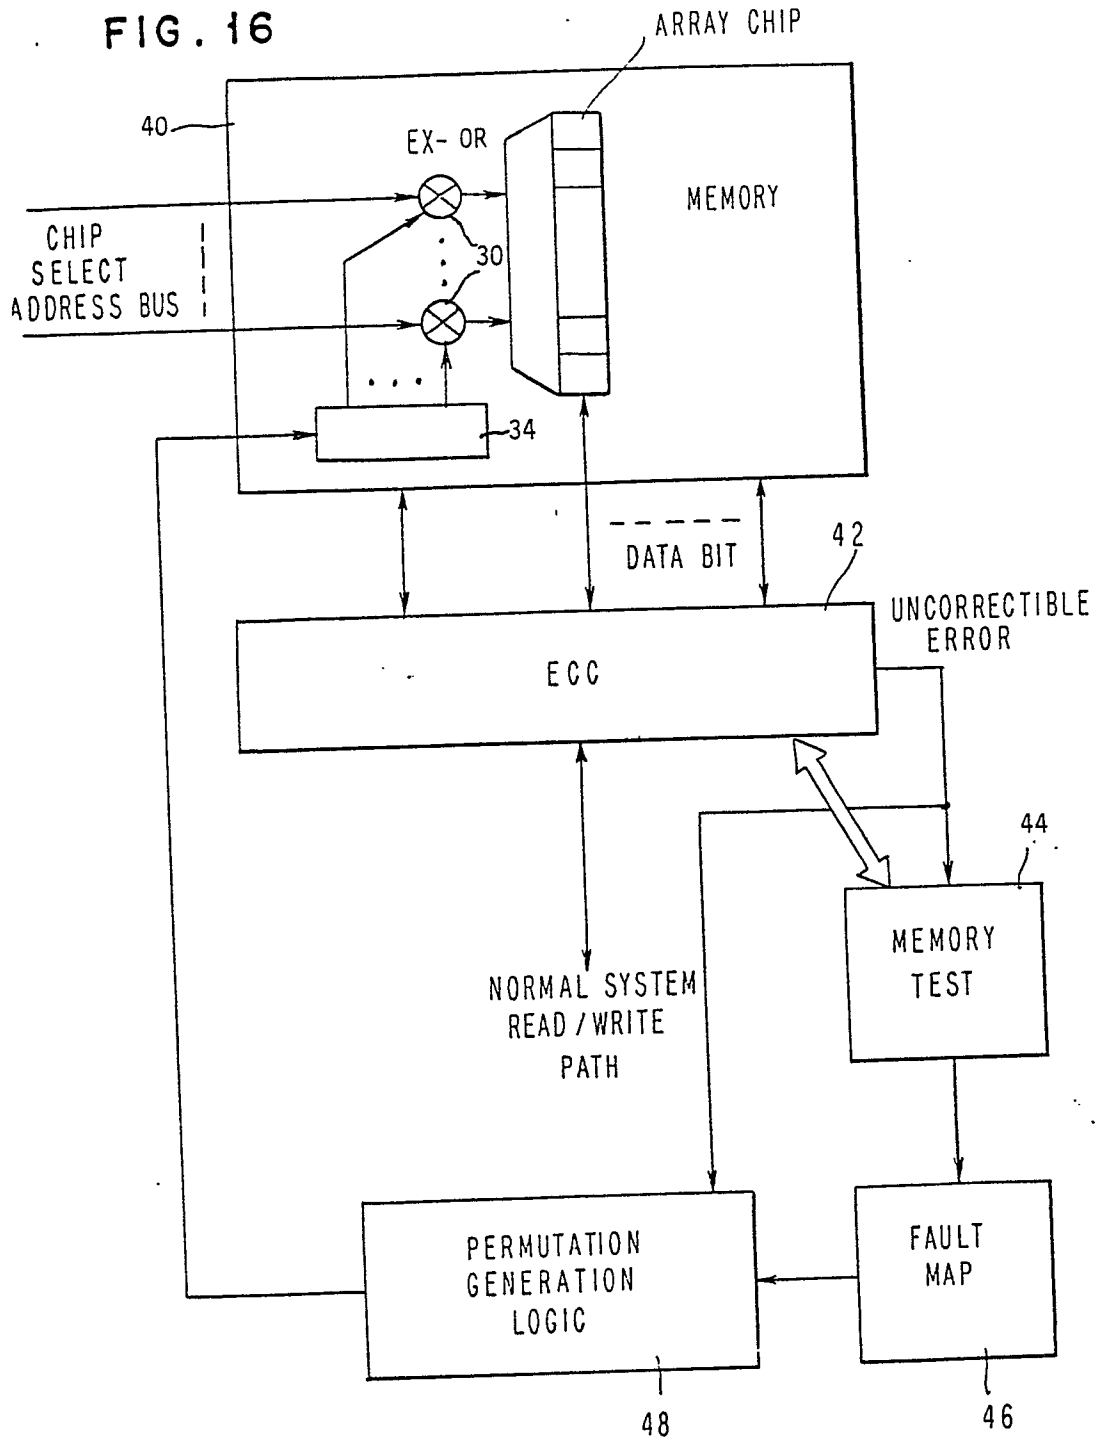 FIG. 16
ARRAY CHIP
40
EX-OR
MEMORY
CHIP
SELECT
ADDRESS BUS
30
34
DATA BIT
42
UNCORRECTIBLE
ERROR
ECC
44
MEMORY
TEST
NORMAL SYSTEM
READ/WRITE
PATH
PERMUTATION
GENERATION
LOGIC
FAULT
MAP
48
46